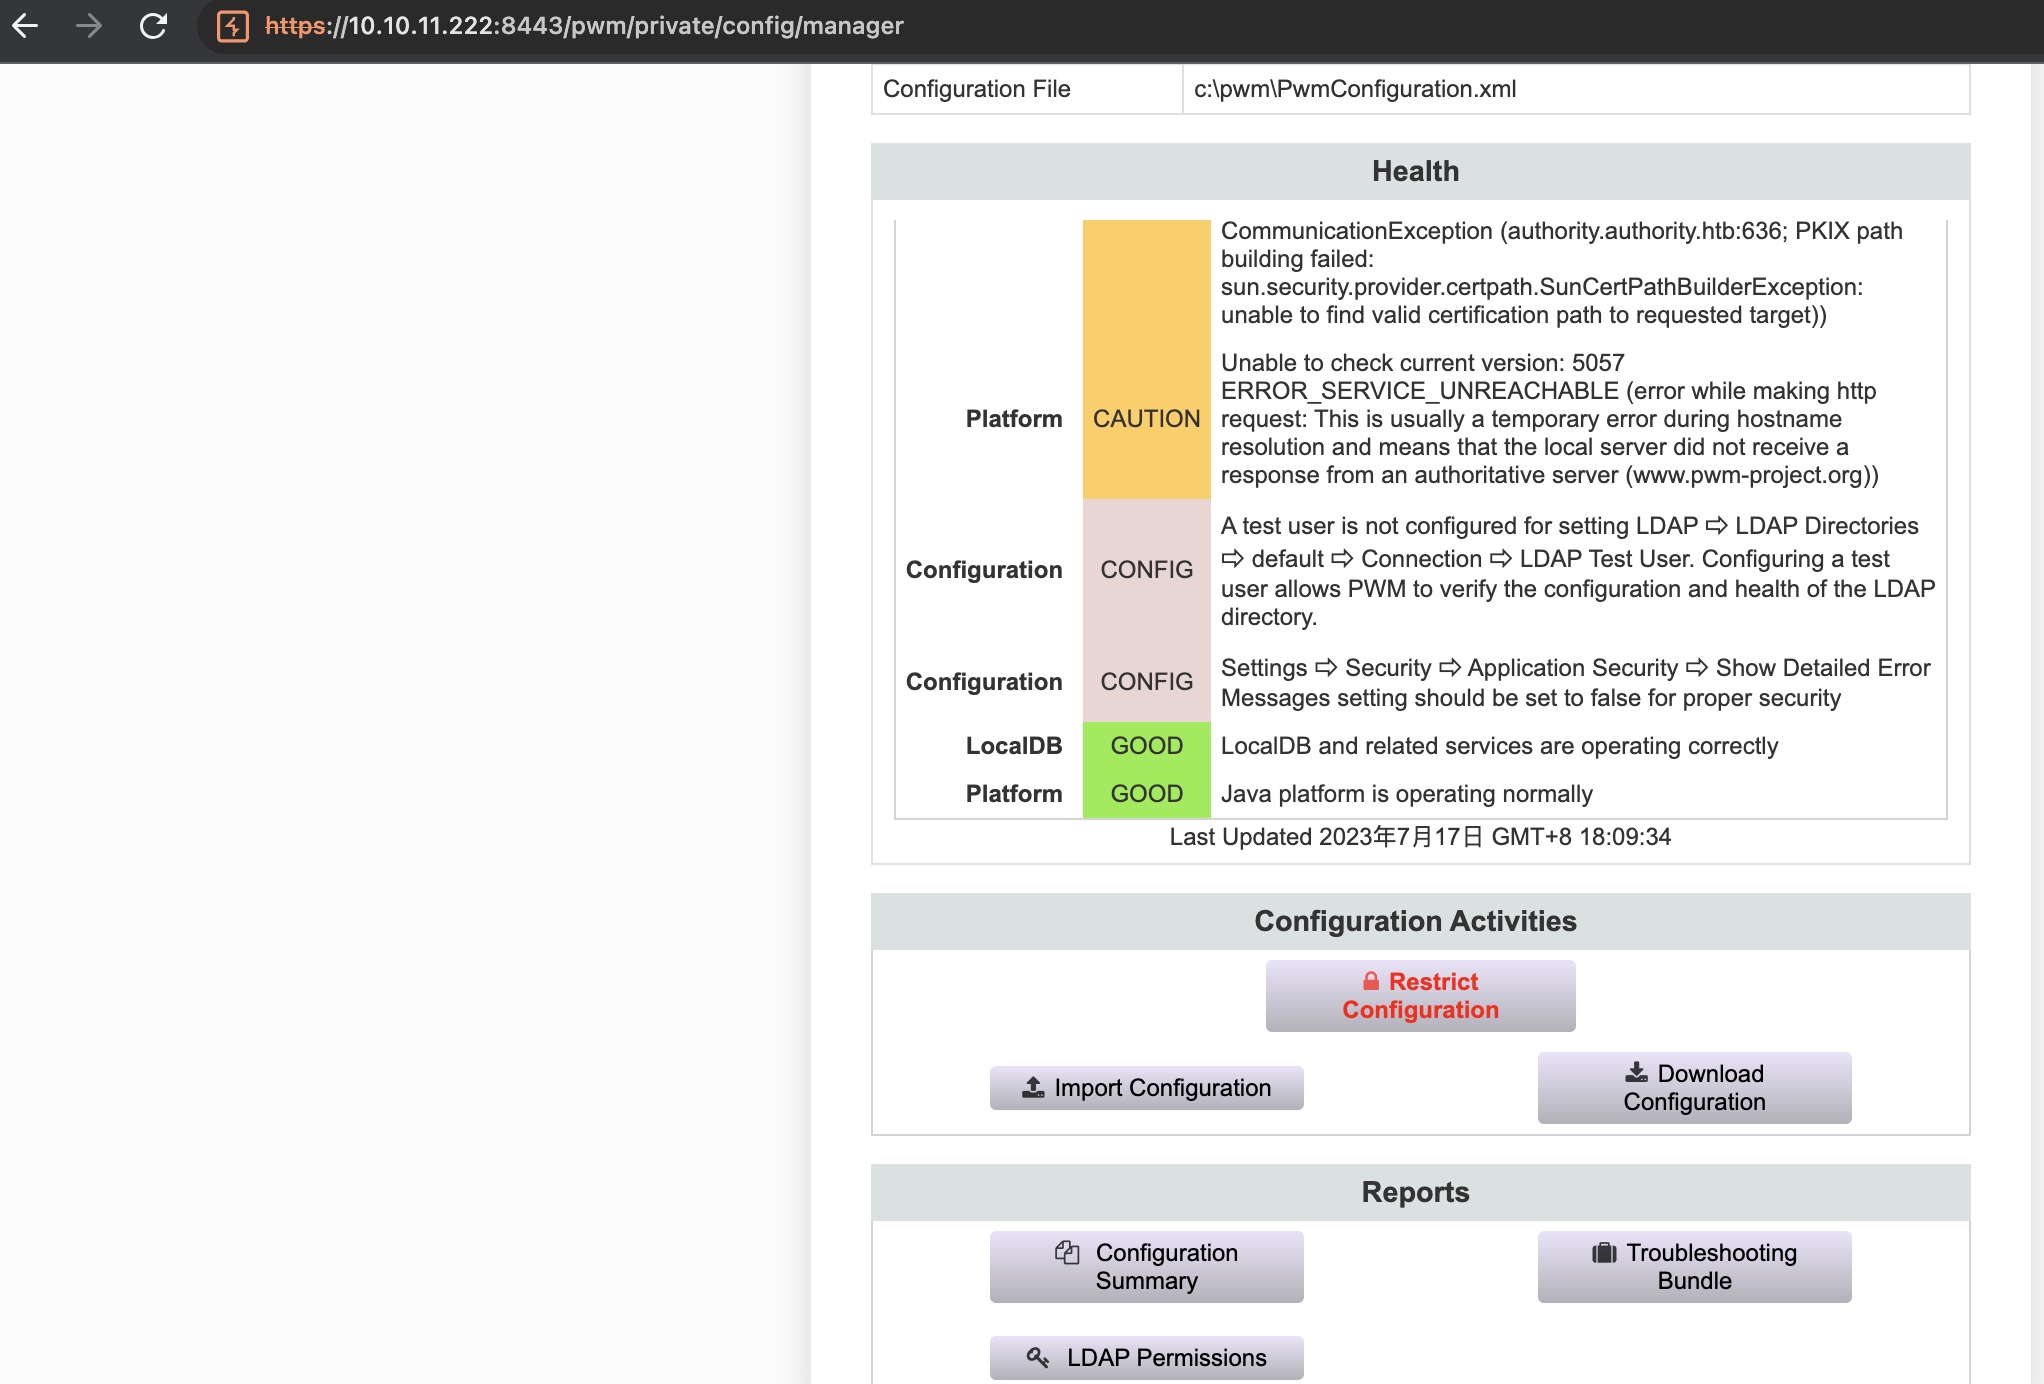 https://10.10.11.222:8443/pwm/private/config/manager
Configuration File
c:\pwm\PwmConfiguration.xml
Health
CommunicationException (authority.authority.htb:636; PKIX path
building failed:
sun.security.provider.certpath.SunCertPathBuilderException:
unable to find valid certification path to requested target))
Platform
CAUTION
Unable to check current version: 5057
ERROR_SERVICE_UNREACHABLE (error while making http
request: This is usually a temporary error during hostname
resolution and means that the local server did not receive a
response from an authoritative server (www.pwm-project.org))
Configuration
CONFIG
A test user is not configured for setting LDAP ⇨ LDAP Directories
⇨ default ⇨ Connection ⇨ LDAP Test User. Configuring a test
user allows PWM to verify the configuration and health of the LDAP
directory.
Configuration
CONFIG
Settings ⇨ Security ⇨ Application Security ⇨ Show Detailed Error
Messages setting should be set to false for proper security
LocalDB
GOOD
LocalDB and related services are operating correctly
Platform
GOOD
Java platform is operating normally
Last Updated 2023年7月17日 GMT+8 18:09:34
Configuration Activities
Restrict
Configuration
Import Configuration
Download
Configuration
Reports
Configuration
Summary
Troubleshooting
Bundle
LDAP Permissions